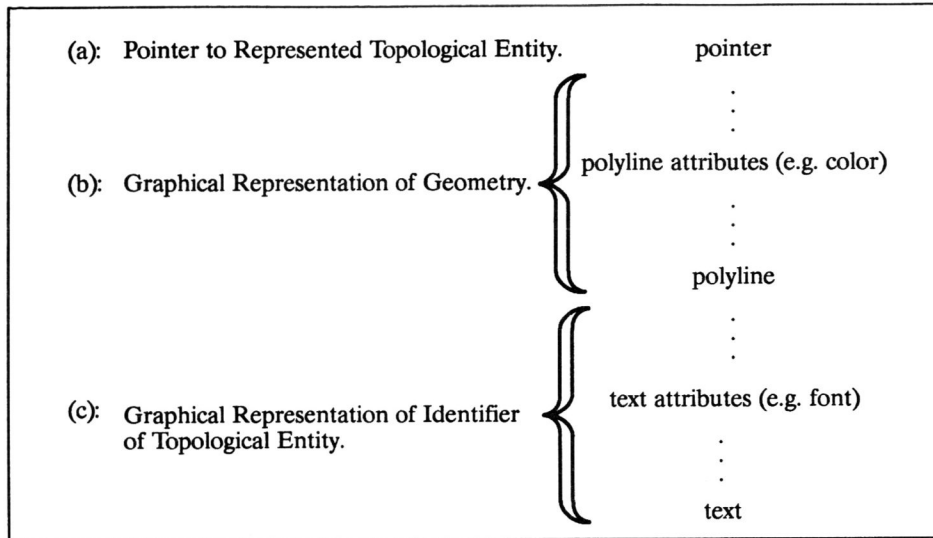 (a): Pointer to Represented Topological Entity. pointer
.
.
.
polyline attributes (e.g. color)
(b): Graphical Representation of Geometry.
.
.
.
polyline
.
.
.
text attributes (e.g. font)
(c): Graphical Representation of Identifier
of Topological Entity.
.
.
.
text